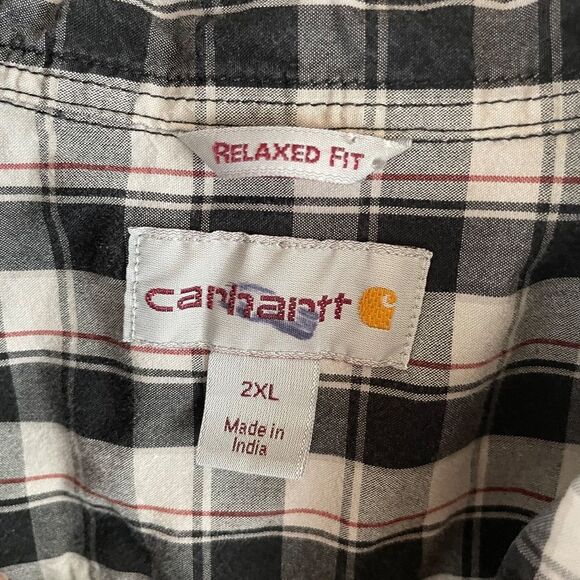 RELAXED FIT
carhartt
2XL
Made in
India